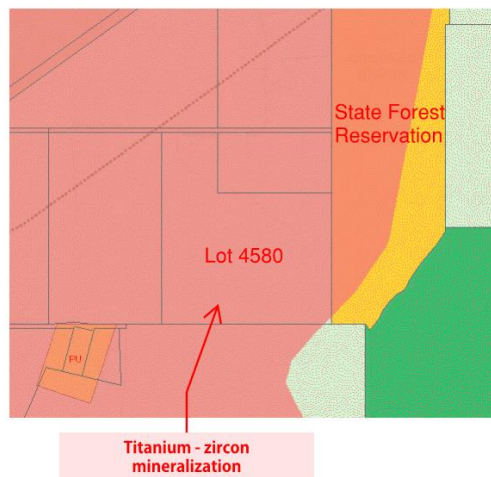 State Forest
Reservation
Lot 4580
PU
Titanium - zircon
mineralization